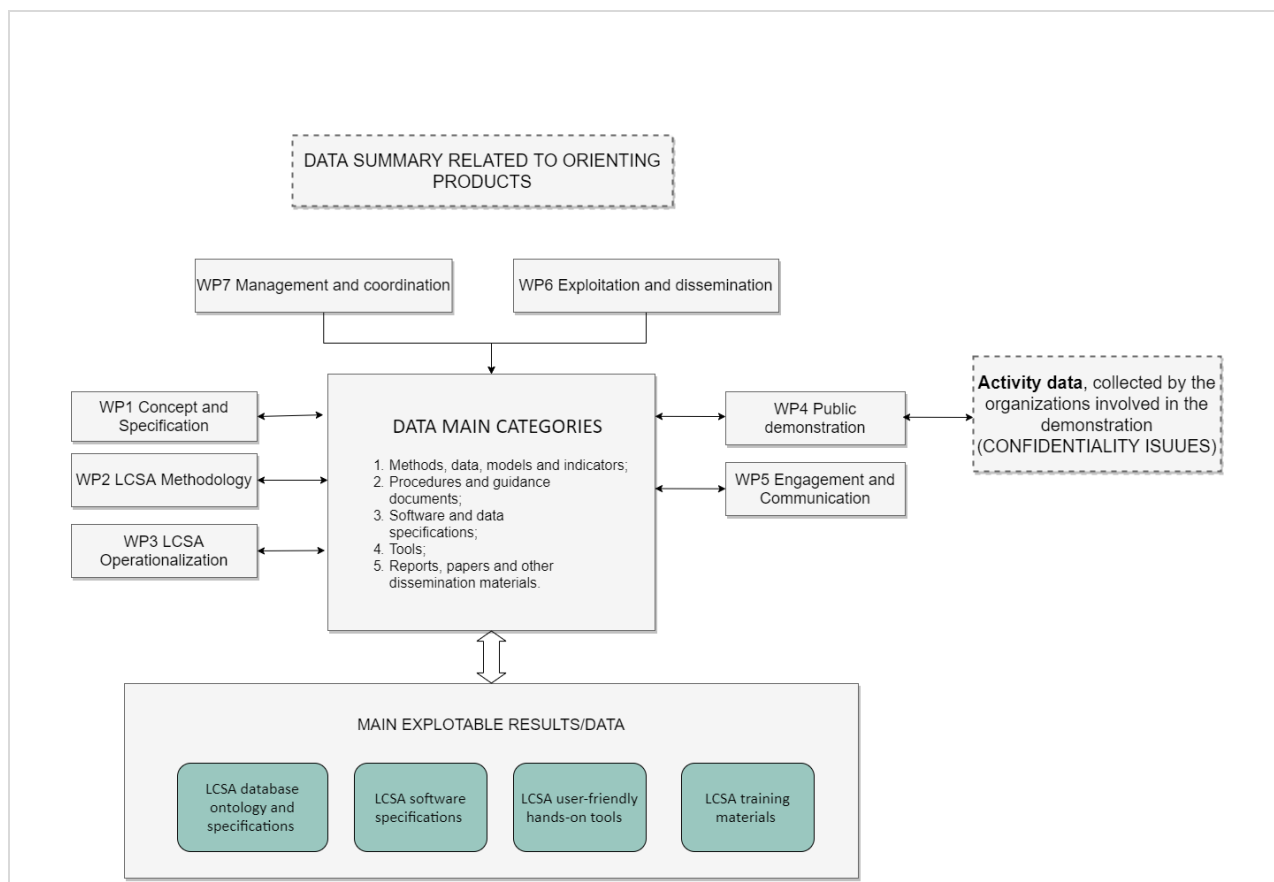 DATA SUMMARY RELATED TO ORIENTING
PRODUCTS
WP7 Management and coordination
WP6 Exploitation and dissemination
WP1 Concept and
Specification
WP2 LCSA Methodology
WP3 LCSA
Operationalization
DATA MAIN CATEGORIES
1. Methods, data, models and indicators;
2. Procedures and guidance
documents;
3. Software and data
specifications;
4. Tools;
5. Reports, papers and other
dissemination materials.
WP4 Public
demonstration
WP5 Engagement and
Communication
Activity data, collected by the
organizations involved in the
demonstration
(CONFIDENTIALITY ISUUES)
MAIN EXPLOTABLE RESULTS/DATA
LCSA database
ontology and
specifications
LCSA software
specifications
LCSA user-friendly
hands-on tools
LCSA training
materials